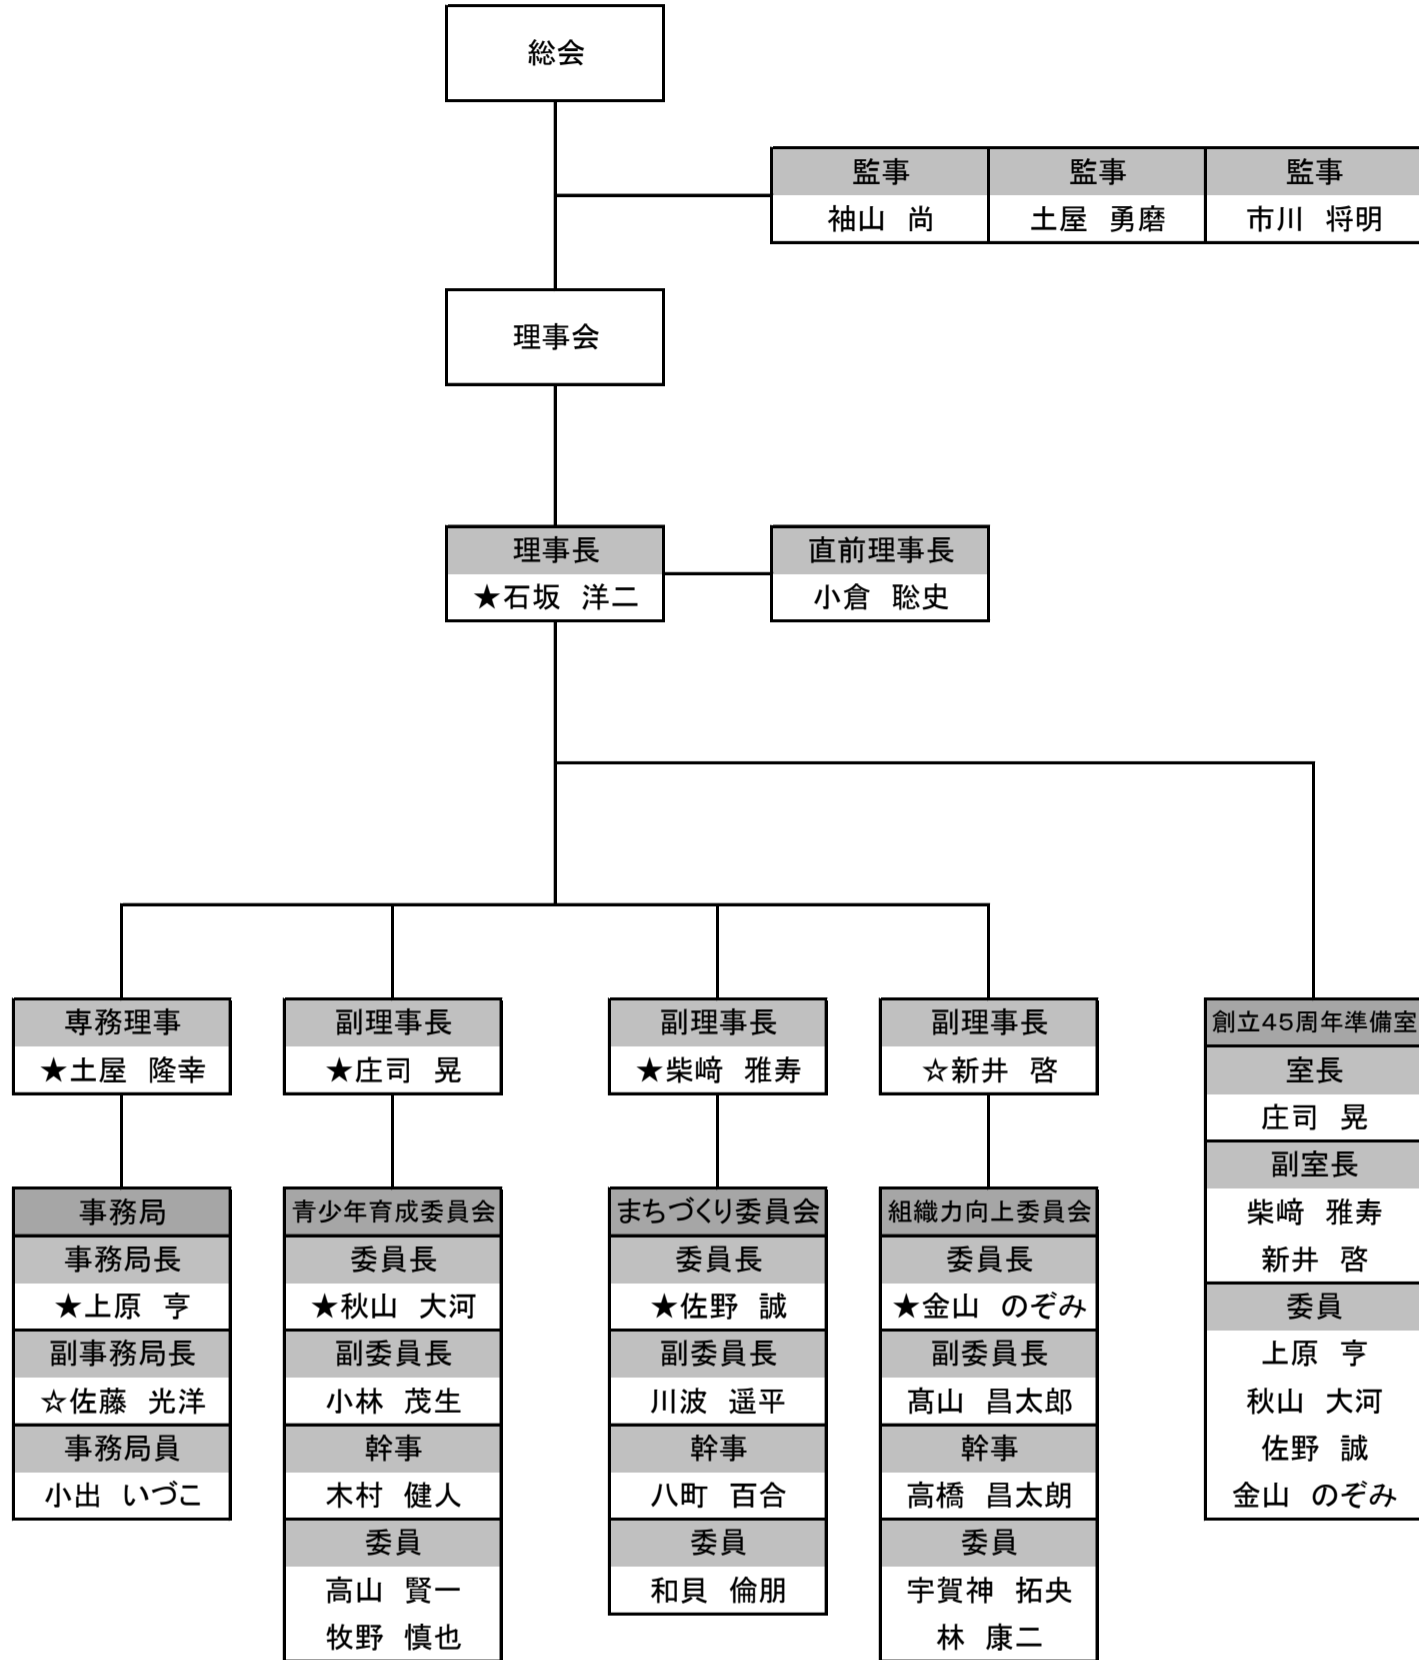 総会
監事 監事 監事
袖山 尚 土屋 勇磨 市川 将明
理事会
理事長 直前理事長
★石坂 洋二 小倉 聡史
専務理事
★土屋 隆幸
事務局
事務局長
★上原 亨
副事務局長
☆佐藤 光洋
事務局員
小出 いづこ
副理事長
★庄司 晃
青少年育成委員会
委員長
★秋山 大河
副委員長
小林 茂生
幹事
木村 健人
委員
高山 賢一
牧野 慎也
副理事長
★柴﨑 雅寿
まちづくり委員会
委員長
★佐野 誠
副委員長
川波 遥平
幹事
八町 百合
委員
和貝 倫朋
副理事長
☆新井 啓
組織力向上委員会
委員長
★金山 のぞみ
副委員長
髙山 昌太郎
幹事
高橋 昌太朗
委員
宇賀神 拓央
林 康二
創立45周年準備室
室長
庄司 晃
副室長
柴﨑 雅寿
新井 啓
委員
上原 亨
秋山 大河
佐野 誠
金山 のぞみ